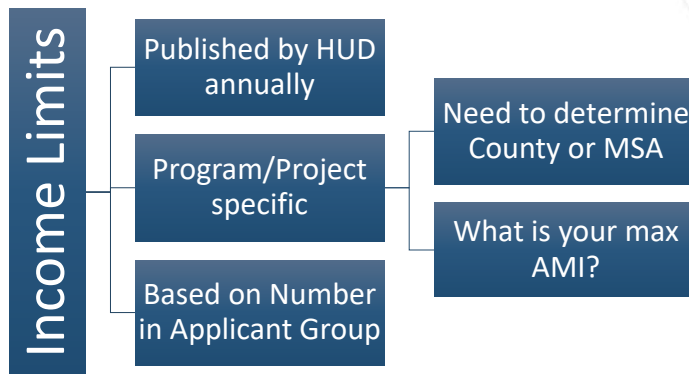 Income Limits
Published by HUD
annually
Program/Project
specific
Based on Number
in Applicant Group
Need to determine
County or MSA
What is your max
AMI?